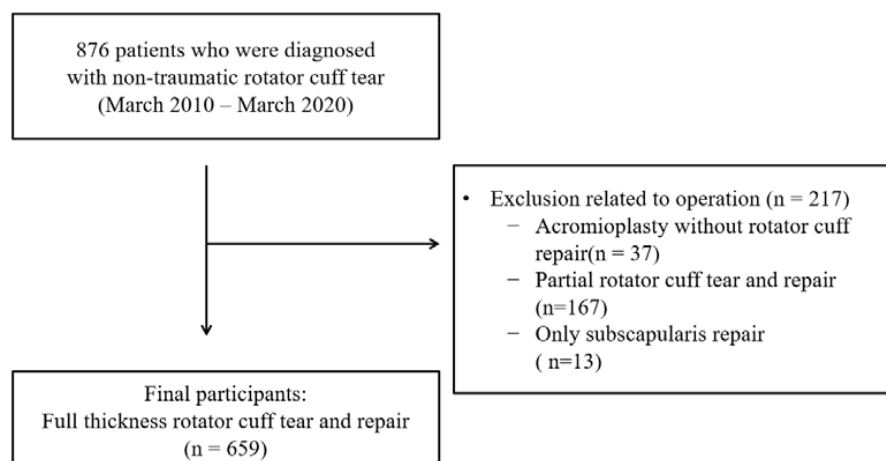 876 patients who were diagnosed
with non-traumatic rotator cuff tear
(March 2010 – March 2020)
• Exclusion related to operation (n = 217)
– Acromioplasty without rotator cuff
repair(n = 37)
– Partial rotator cuff tear and repair
(n=167)
– Only subscapularis repair
( n=13)
Final participants:
Full thickness rotator cuff tear and repair
(n = 659)